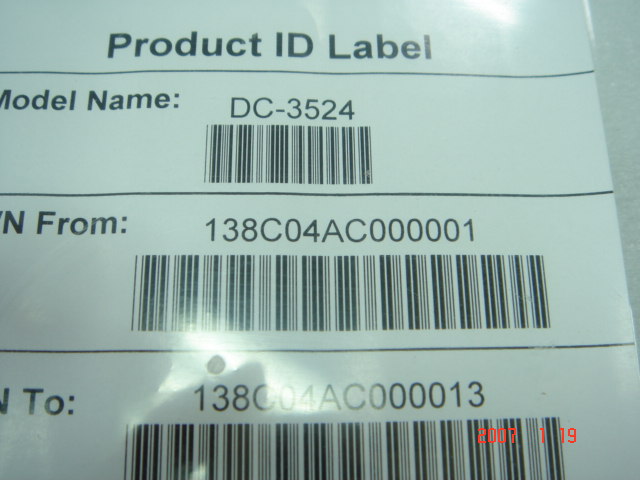 Product ID Label
Model Name: DC-3524
/N From: 138C04AC000001
N To: 138C04AC000013
2007 1 19